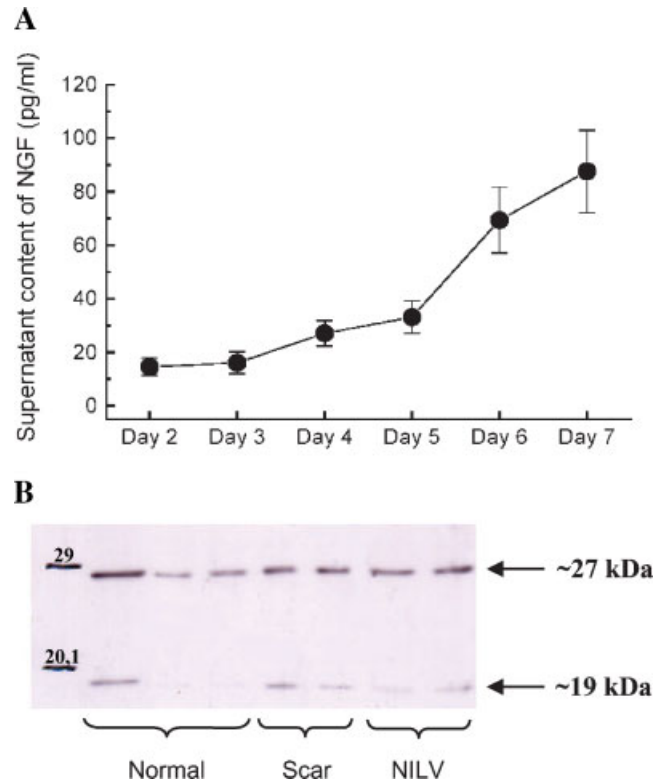 A
Supernatant content of NGF (pg/ml)
120
100
80
60
40
20
0
Day 2 Day 3 Day 4 Day 5 Day 6 Day 7
B
29
~27 kDa
20,1
~19 kDa
Normal Scar NILV